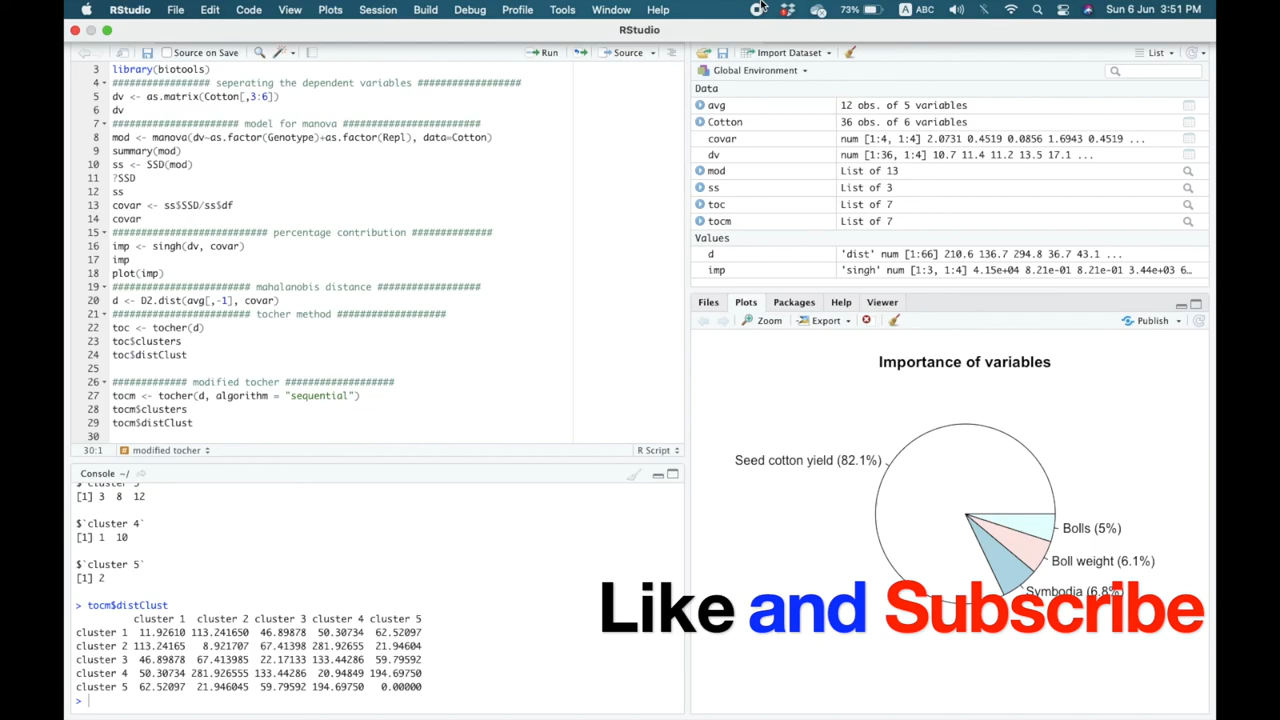 RStudio File Edit Code View Plots Session Build Debug Profile Tools Window Help 73% A ABC Sun 6 Jun 3:51 PM
RStudio
Source on Save Run Source
3 library(biotools)
4 ################# seperating the dependent variables ##################
5 dv <- as.matrix(Cotton[,3:6])
6 dv
7 ###################### model for manova ########################
8 mod <- manova(dv~as.factor(Genotype)+as.factor(Repl), data=Cotton)
9 summary(mod)
10 ss <- SSD(mod)
11 ?SSD
12 ss
13 covar <- ss$SSD/ss$df
14 covar
15 ########################### percentage contribution ##############
16 imp <- singh(dv, covar)
17 imp
18 plot(imp)
19 ######################## mahalanobis distance ##################
20 d <- D2.dist(avg[,-1], covar)
21 ######################## tocher method ###################
22 toc <- tocher(d)
23 toc$clusters
24 toc$distClust
25
26 ############# modified tocher ###################
27 tocm <- tocher(d, algorithm = "sequential")
28 tocm$clusters
29 tocm$distClust
30
30:1 # modified tocher R Script
Console ~/
$`cluster 3`
[1] 3 8 12
$`cluster 4`
[1] 1 10
$`cluster 5`
[1] 2
> tocm$distClust
cluster 1 cluster 2 cluster 3 cluster 4 cluster 5
cluster 1 11.92610 113.241650 46.89878 50.30734 62.52097
cluster 2 113.24165 8.921707 67.41398 281.92655 21.94604
cluster 3 46.89878 67.413985 22.17133 133.44286 59.79592
cluster 4 50.30734 281.926555 133.44286 20.94849 194.69750
cluster 5 62.52097 21.946045 59.79592 194.69750 0.00000
>
Import Dataset List
Global Environment
Data
avg 12 obs. of 5 variables
Cotton 36 obs. of 6 variables
covar num [1:4, 1:4] 2.0731 0.4519 0.0856 1.6943 0.4519 ...
dv num [1:36, 1:4] 10.7 11.4 11.2 13.5 17.1 ...
mod List of 13
ss List of 3
toc List of 7
tocm List of 7
Values
d 'dist' num [1:66] 210.6 136.7 294.8 36.7 43.1 ...
imp 'singh' num [1:3, 1:4] 4.15e+04 8.21e-01 8.21e-01 3.44e+03 6…
Files Plots Packages Help Viewer
Zoom Export Publish
Importance of variables
Seed cotton yield (82.1%)
Bolls (5%)
Boll weight (6.1%)
Symbodia (6.8%)
Like and Subscribe